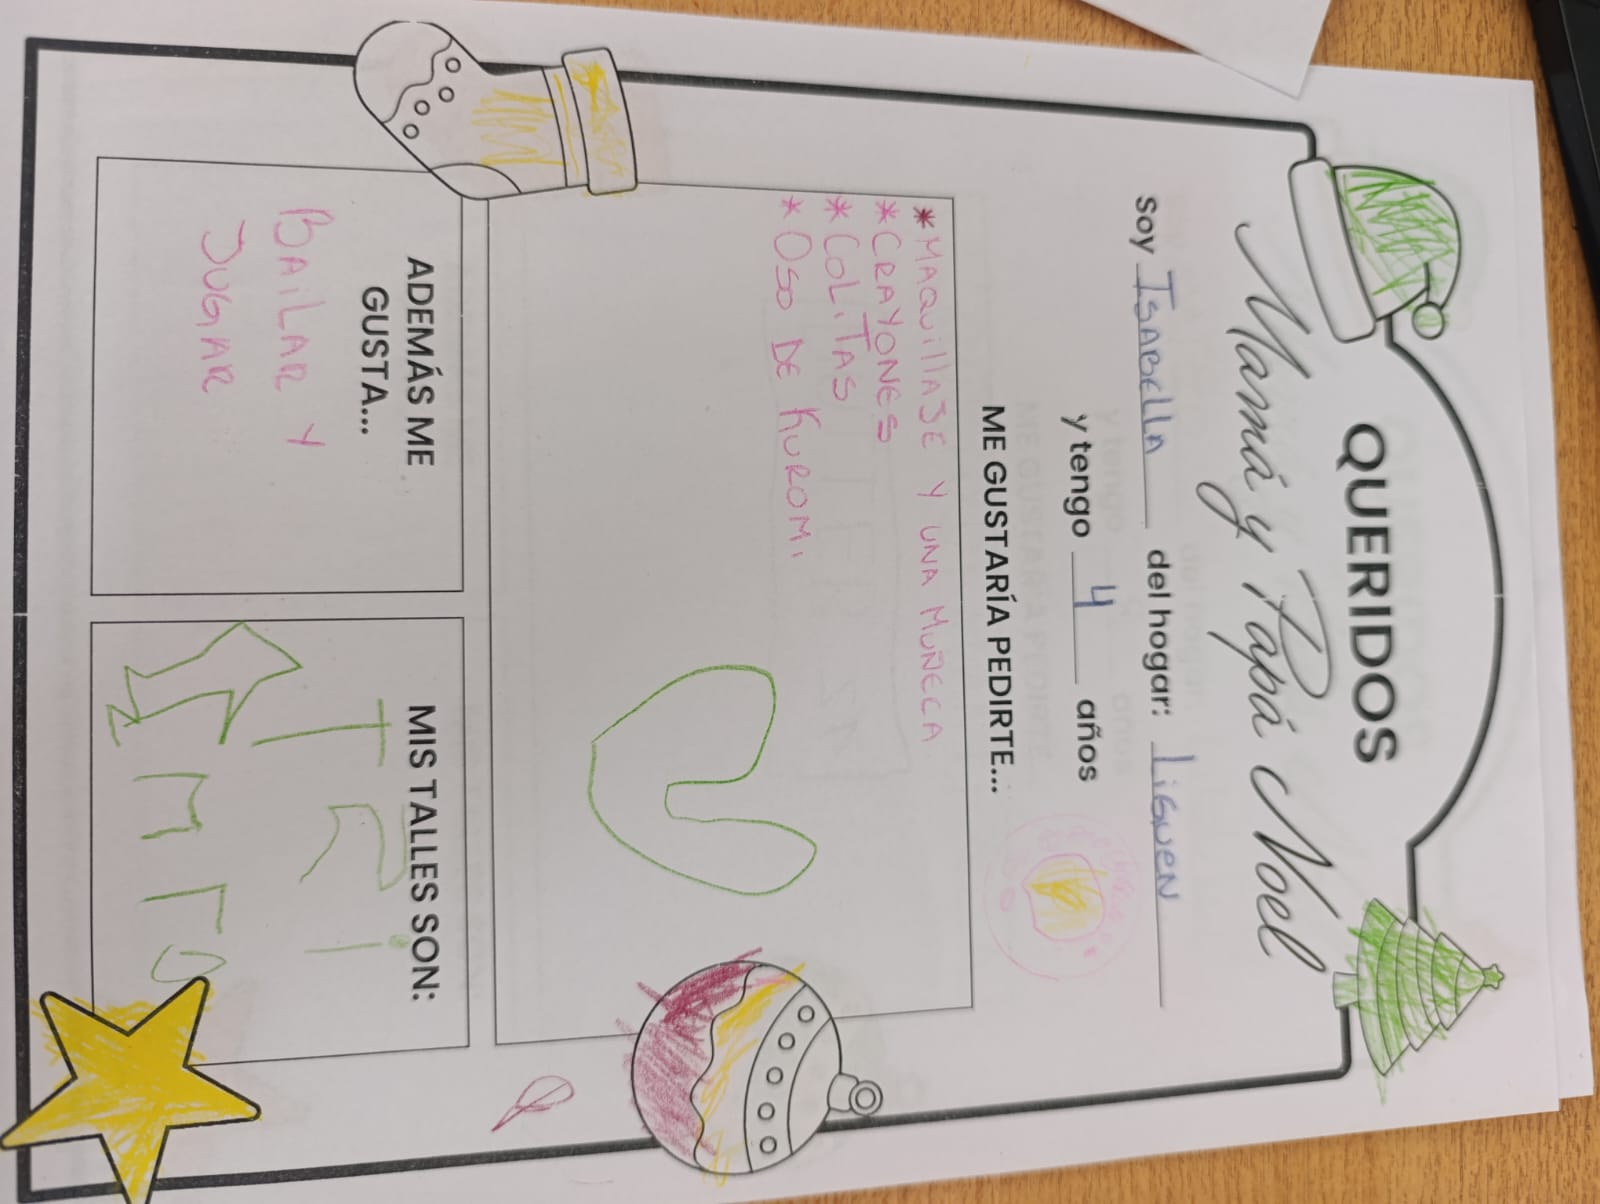 QUERIDOS
Mamá y Papá Noel
Soy ISABELLA del hogar: LiGUEN
y tengo 4 años
ME GUSTARÍA PEDIRTE...
* MAQUILLAJE Y UNA MUÑECA
* CRAYONES
* COLITAS
* OSO DE KUROMI
ADEMÁS ME
GUSTA...
BAILAR Y
JUGAR
MIS TALLES SON: